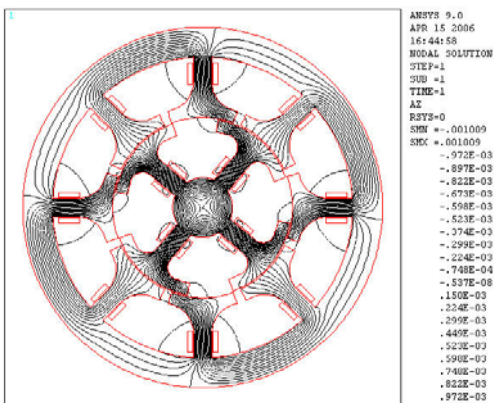 1
ANSYS 9.0
APR 15 2006
16:44:58
NODAL SOLUTION
STEP=1
SUB =1
TIME=1
AZ
RSYS=0
SMN =-.001009
SMX =.001009
-.972E-03
-.897E-03
-.822E-03
-.673E-03
-.598E-03
-.523E-03
-.374E-03
-.299E-03
-.224E-03
-.748E-04
-.537E-08
.150E-03
.224E-03
.299E-03
.449E-03
.523E-03
.598E-03
.748E-03
.822E-03
.972E-03